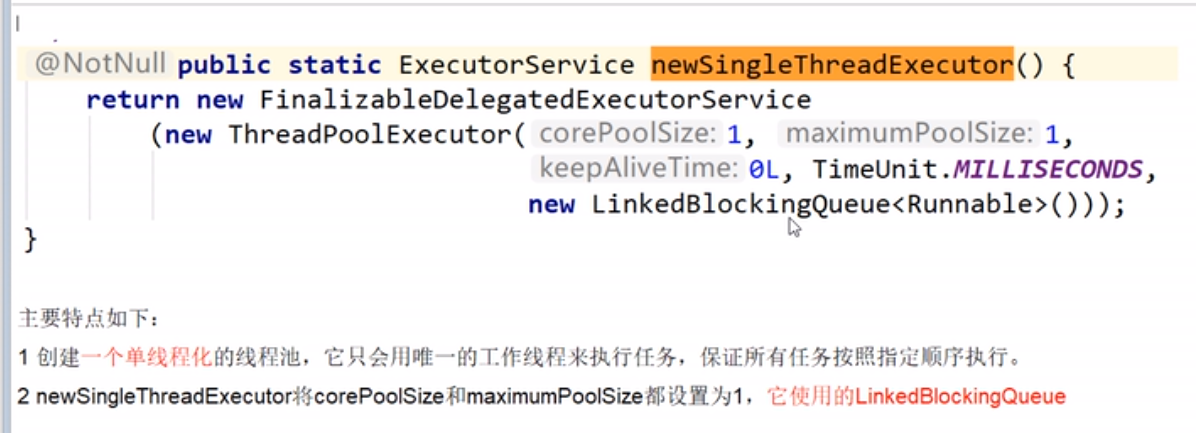 @NotNull public static ExecutorService newSingleThreadExecutor() {
return new FinalizableDelegatedExecutorService
(new ThreadPoolExecutor( corePoolSize: 1, maximumPoolSize: 1,
keepAliveTime: 0L, TimeUnit.MILLISECONDS,
new LinkedBlockingQueue<Runnable>()));
}
主要特点如下：
1 创建一个单线程化的线程池，它只会用唯一的工作线程来执行任务，保证所有任务按照指定顺序执行。
2 newSingleThreadExecutor将corePoolSize和maximumPoolSize都设置为1，它使用的LinkedBlockingQueue